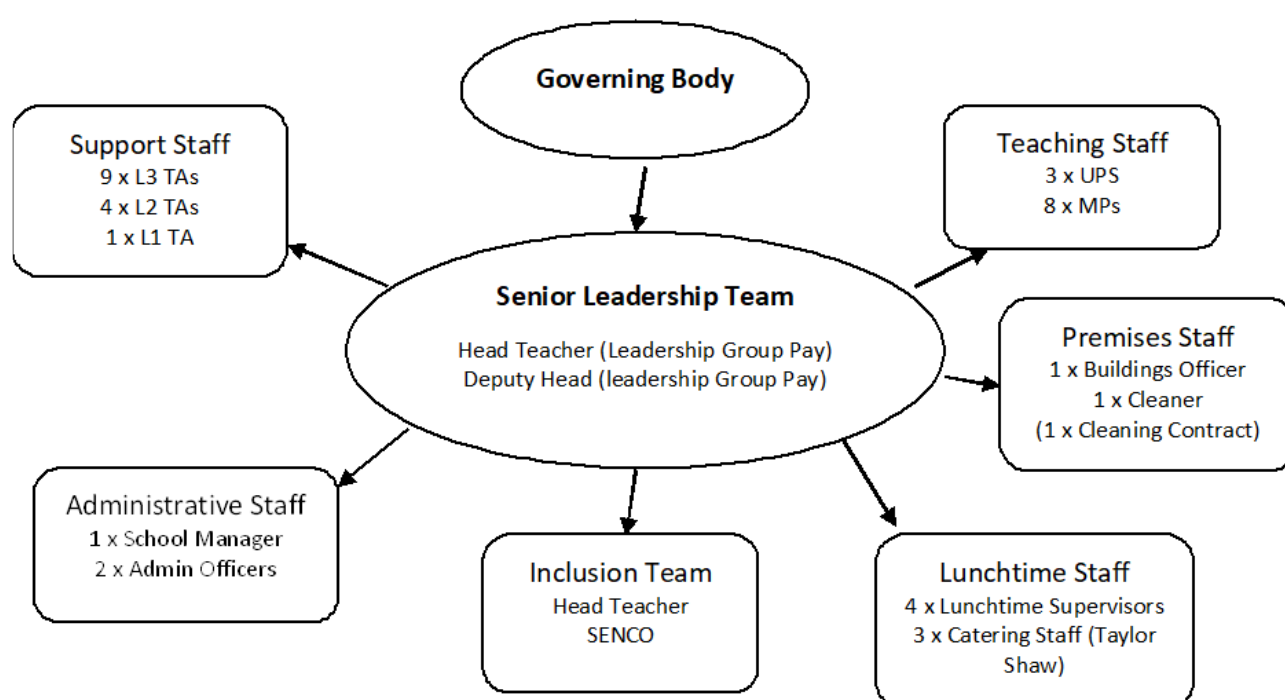 Governing Body
Support Staff
9 x L3 TAs
4 x L2 TAs
1 x L1 TA
Teaching Staff
3 x UPS
8 x MPs
Senior Leadership Team
Head Teacher (Leadership Group Pay)
Deputy Head (leadership Group Pay)
Premises Staff
1 x Buildings Officer
1 x Cleaner
(1 x Cleaning Contract)
Administrative Staff
1 x School Manager
2 x Admin Officers
Inclusion Team
Head Teacher
SENCO
Lunchtime Staff
4 x Lunchtime Supervisors
3 x Catering Staff (Taylor
Shaw)